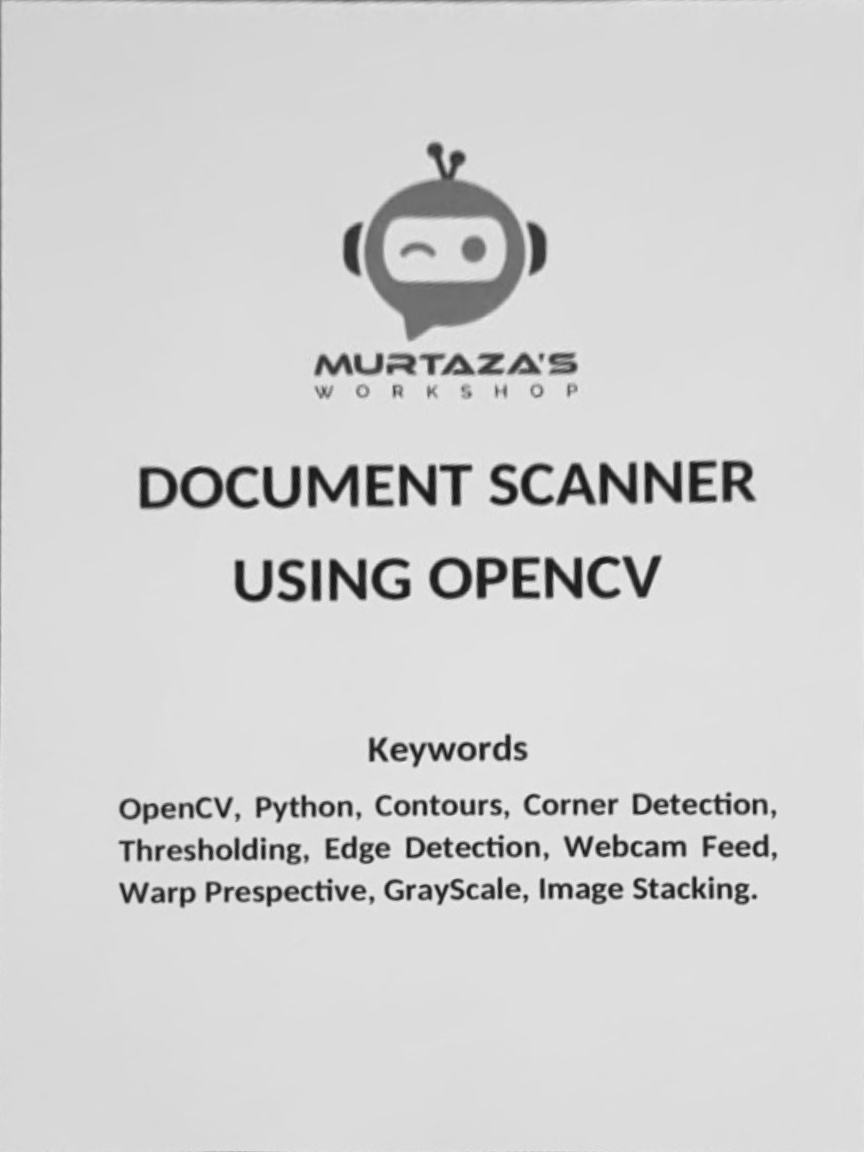 MURTAZA'S
WORKSHOP
DOCUMENT SCANNER
USING OPENCV
Keywords
OpenCV, Python, Contours, Corner Detection,
Thresholding, Edge Detection, Webcam Feed,
Warp Prespective, GrayScale, Image Stacking.